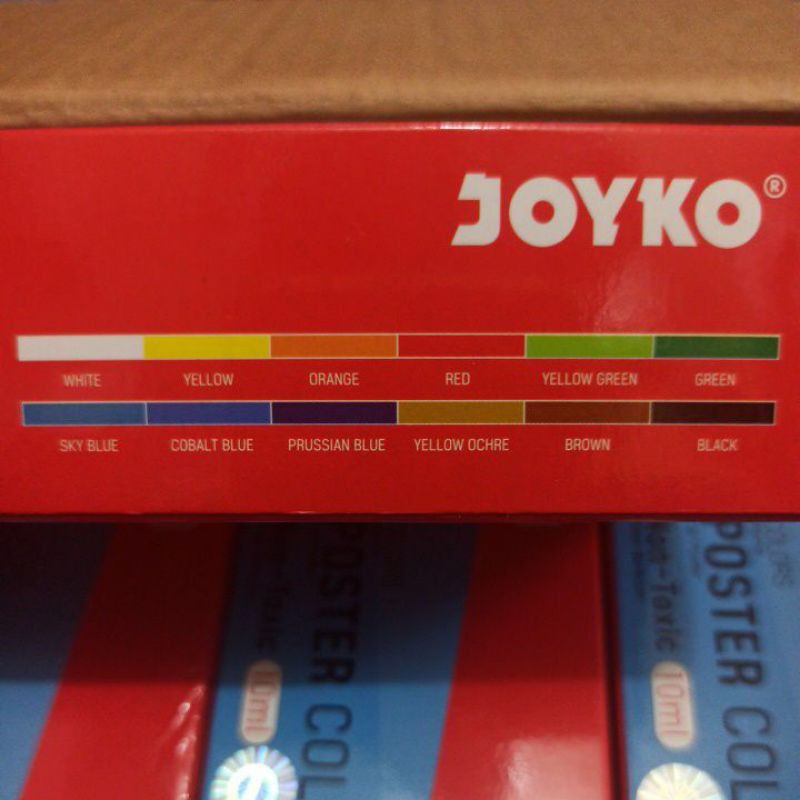 JOYKO®
WHITE YELLOW ORANGE RED YELLOW GREEN GREEN
SKY BLUE COBALT BLUE PRUSSIAN BLUE YELLOW OCHRE BROWN BLACK
POSTER COL
Toxic
10ml
POSTER COL
Non-Toxic
10ml